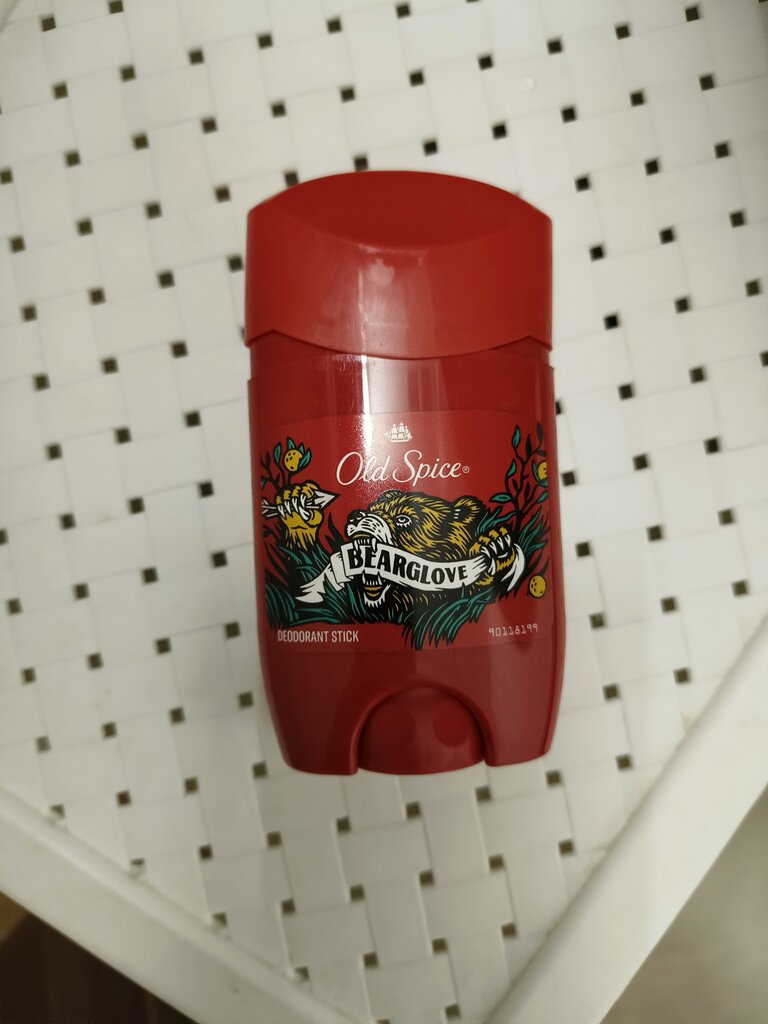 Old Spice®
BEARGLOVE
DEODORANT STICK
90118199